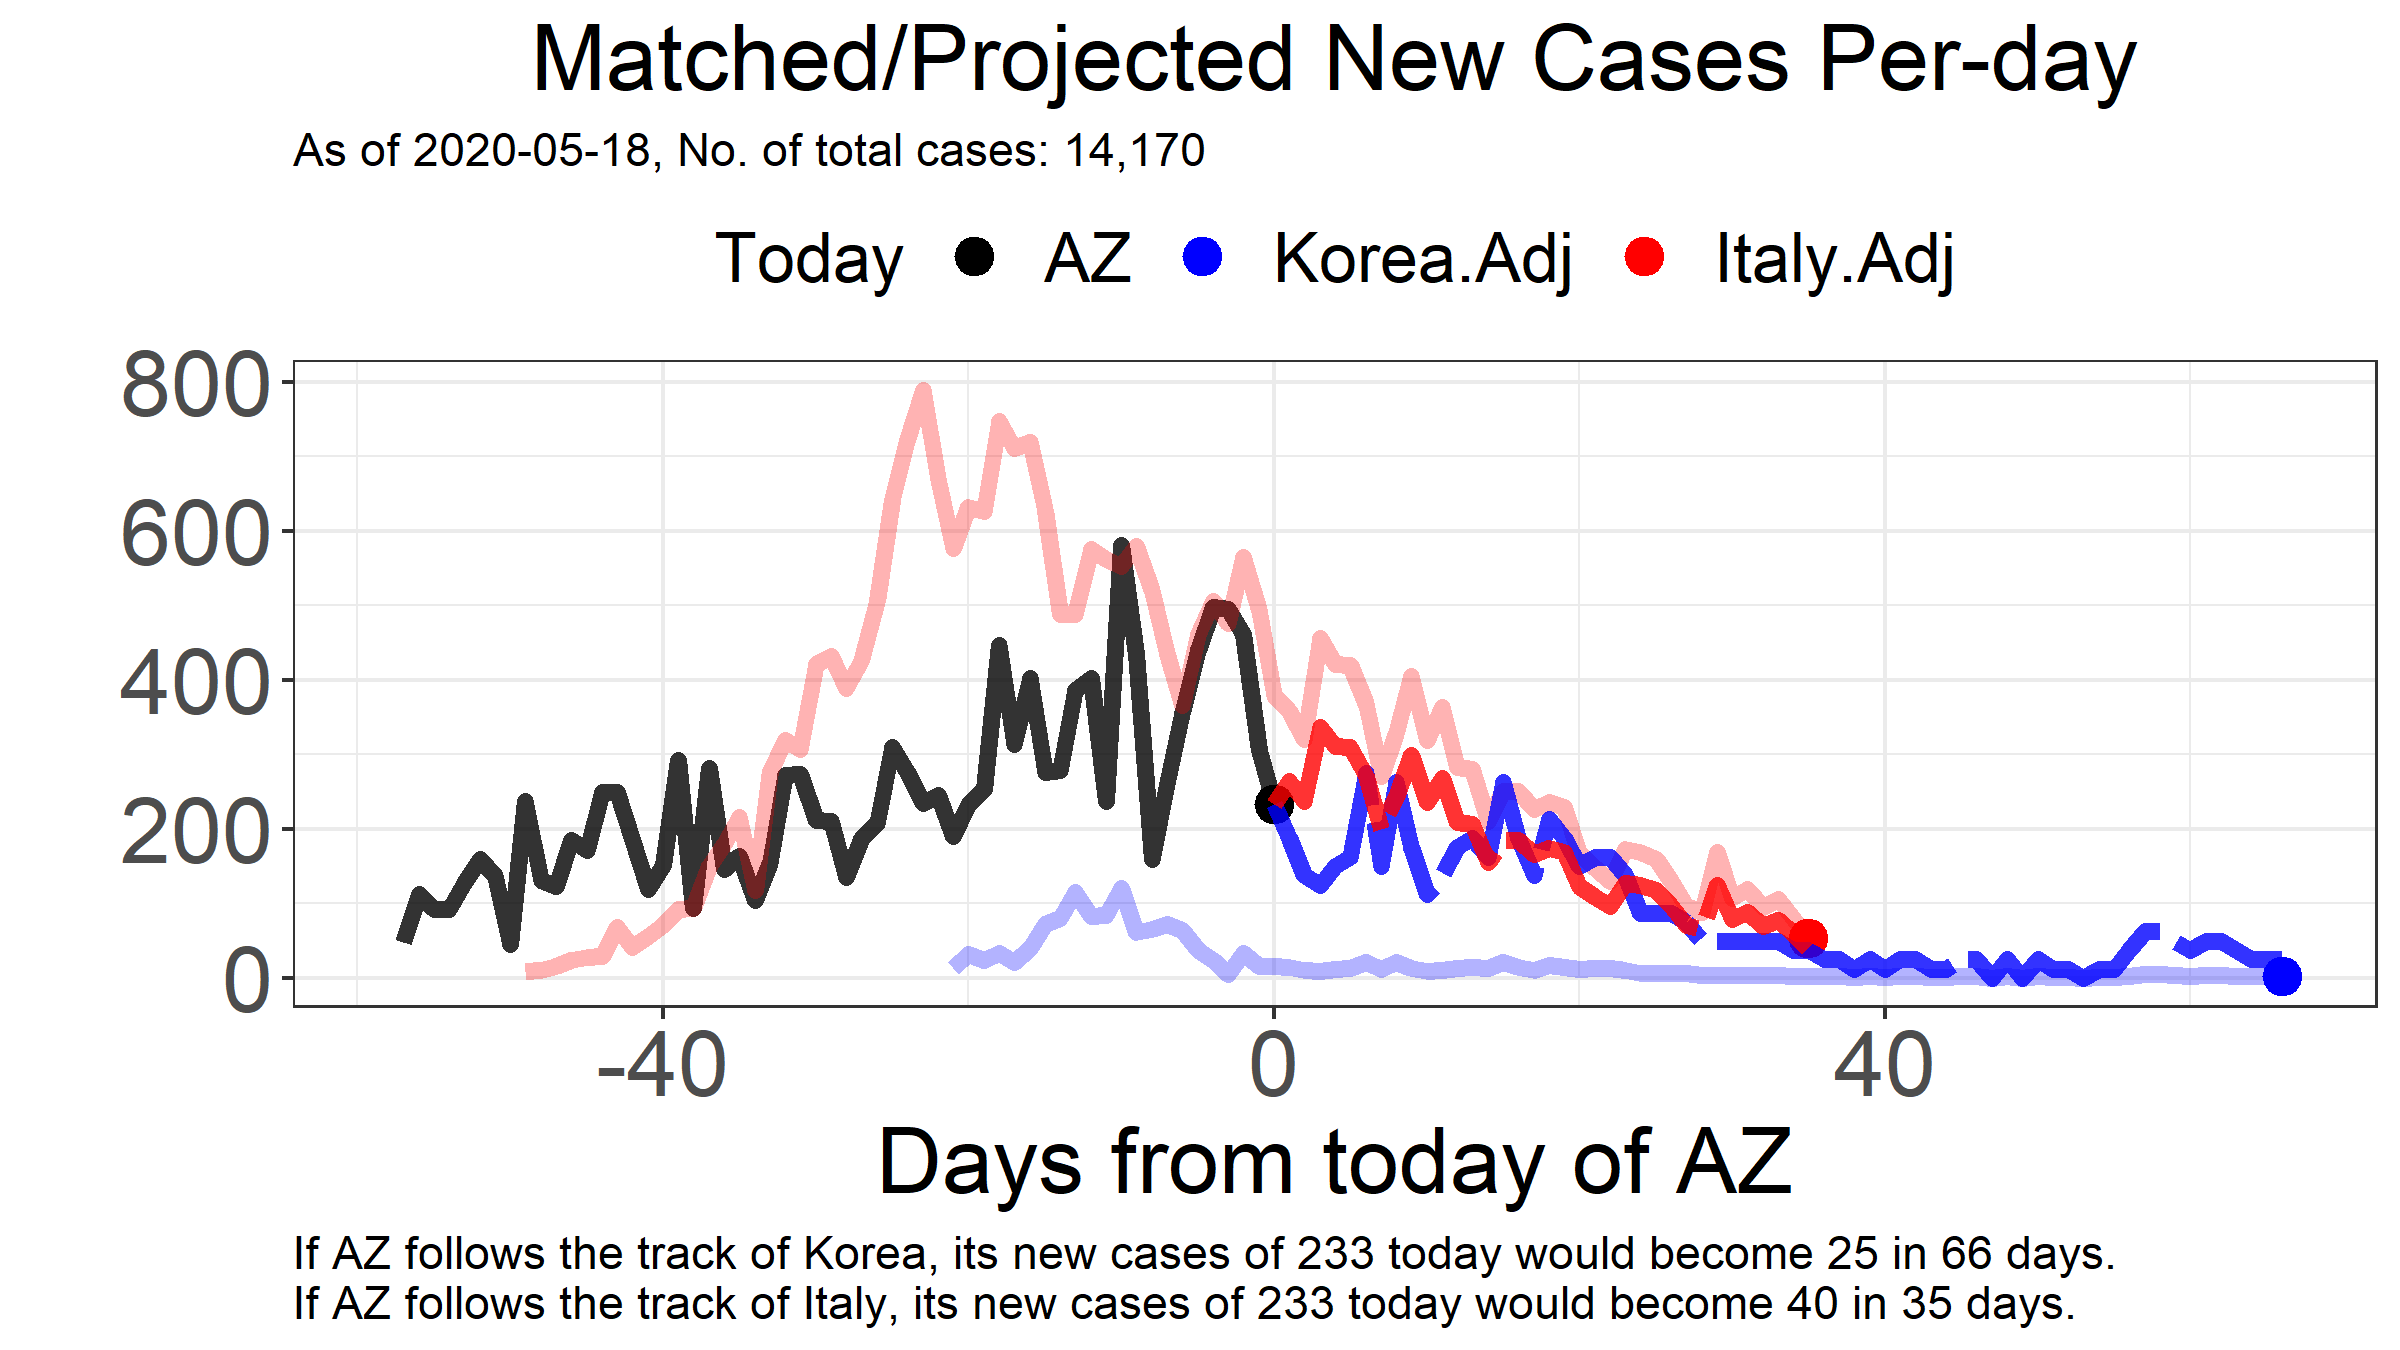 Matched/Projected New Cases Per-day
As of 2020-05-18, No. of total cases: 14,170
Today AZ Korea.Adj Italy.Adj
800
600
400
200
0
-40 0 40
Days from today of AZ
If AZ follows the track of Korea, its new cases of 233 today would become 25 in 66 days.
If AZ follows the track of Italy, its new cases of 233 today would become 40 in 35 days.